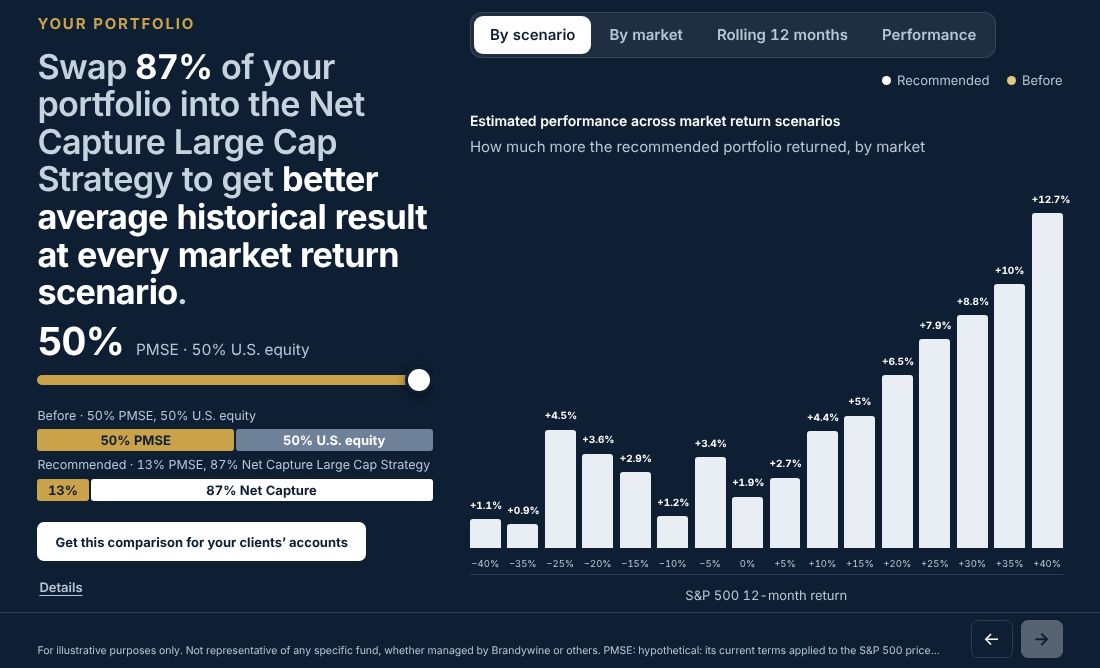 YOUR PORTFOLIO
Swap 87% of your
portfolio into the Net
Capture Large Cap
Strategy to get better
average historical result
at every market return
scenario.
50% PMSE · 50% U.S. equity
Before · 50% PMSE, 50% U.S. equity
50% PMSE 50% U.S. equity
Recommended · 13% PMSE, 87% Net Capture Large Cap Strategy
13% 87% Net Capture
Get this comparison for your clients’ accounts
Details
By scenario By market Rolling 12 months Performance
Recommended Before
Estimated performance across market return scenarios
How much more the recommended portfolio returned, by market
+1.1% +0.9% +4.5% +3.6% +2.9% +1.2% +3.4% +1.9% +2.7% +4.4% +5% +6.5% +7.9% +8.8% +10% +12.7%
−40% −35% −25% −20% −15% −10% −5% 0% +5% +10% +15% +20% +25% +30% +35% +40%
S&P 500 12-month return
For illustrative purposes only. Not representative of any specific fund, whether managed by Brandywine or others. PMSE: hypothetical: its current terms applied to the S&P 500 price...